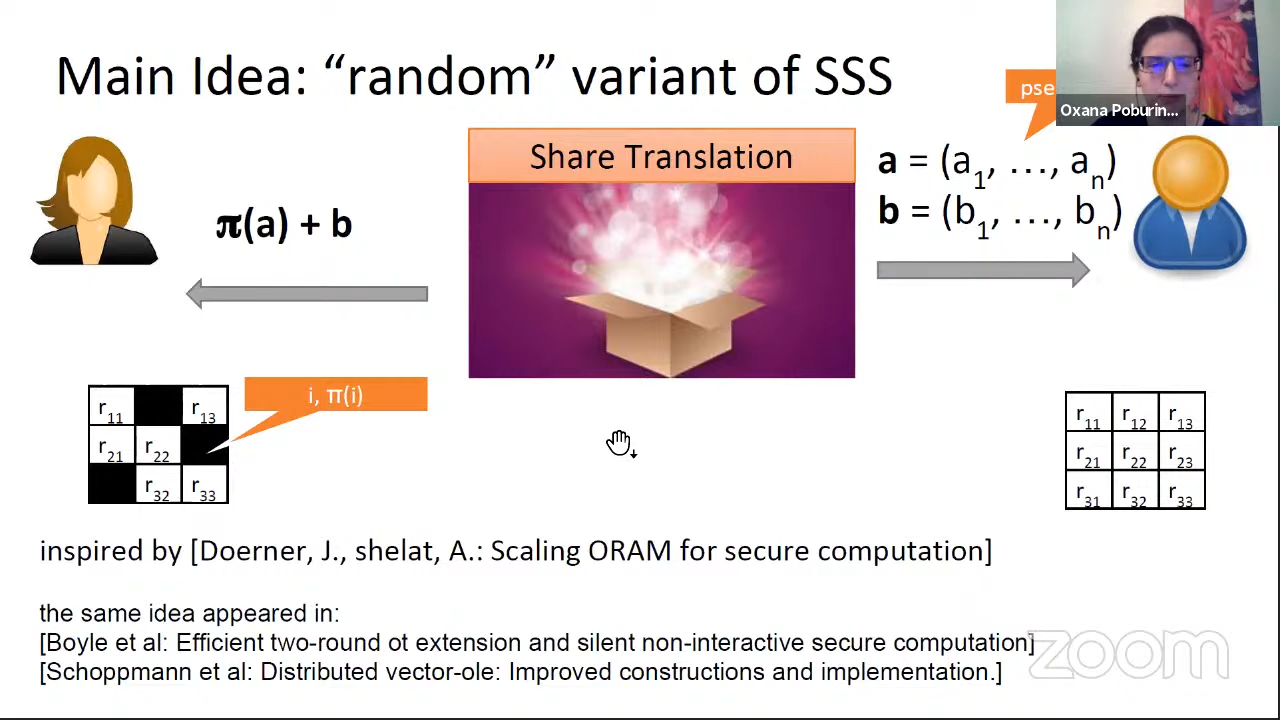 Main Idea: “random” variant of SSS
pse
Oxana Poburin...
Share Translation
a = (a1, …, an)
b = (b1, …, bn)
π(a) + b
i, π(i)
r11 r13
r21 r22
r32 r33
r11 r12 r13
r21 r22 r23
r31 r32 r33
inspired by [Doerner, J., shelat, A.: Scaling ORAM for secure computation]
the same idea appeared in:
[Boyle et al: Efficient two-round ot extension and silent non-interactive secure computation]
[Schoppmann et al: Distributed vector-ole: Improved constructions and implementation.]
zoom